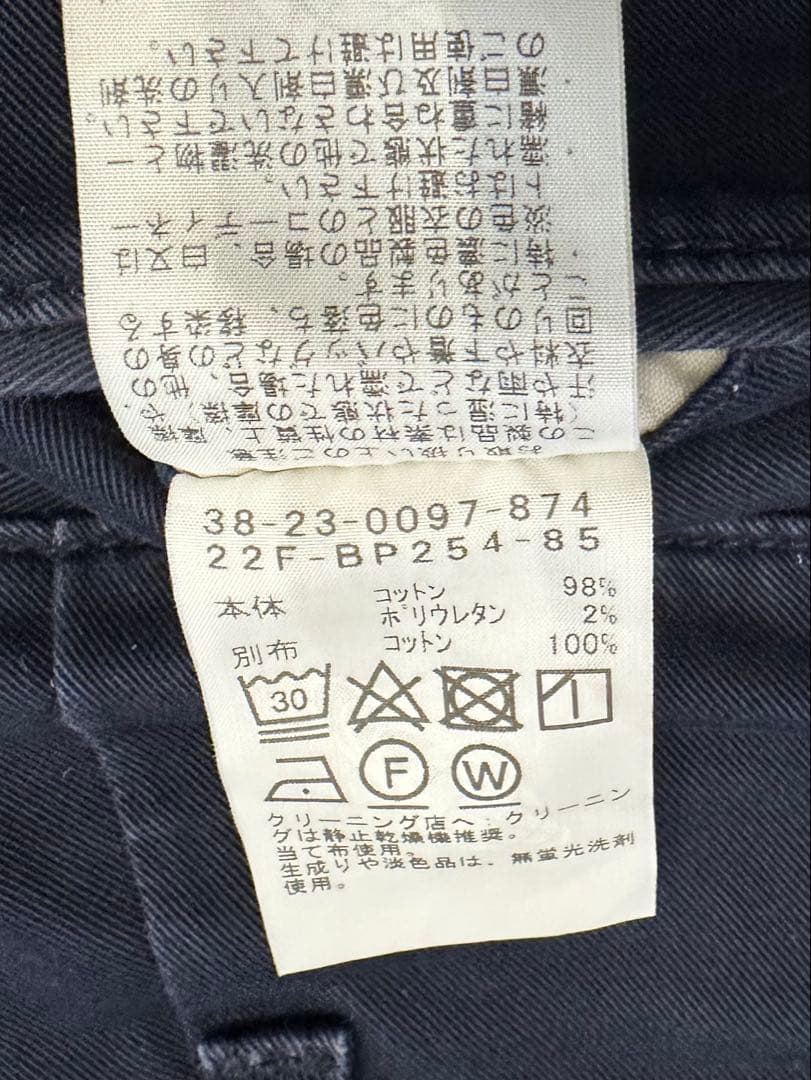 お取り扱い上のご注意
この製品は素材の性質上、摩擦や、
（特に湿った状態での摩擦、
汗や雨などで濡れた場合、他の
衣料や下着やバッグなどの身の
回りのものに色落ち、移染する
ことがあります。
・特に濃色製品の場合、白又は
淡色の衣服とのコーディネー
トはお避け下さい。
・濡れた状態で他の洗濯物と一
緒に重ね合わさないで下さい。
・漂白剤及び漂白剤入りの洗剤
のご使用は避けて下さい。
38-23-0097-874
22F-BP254-85
本体 コットン 98%
ポリウレタン 2%
別布 コットン 100%
30
F W
クリーニング店へ:クリーニン
グは静止乾燥機推奨。
当て布使用。
生成りや淡色品は、無蛍光洗剤
使用。